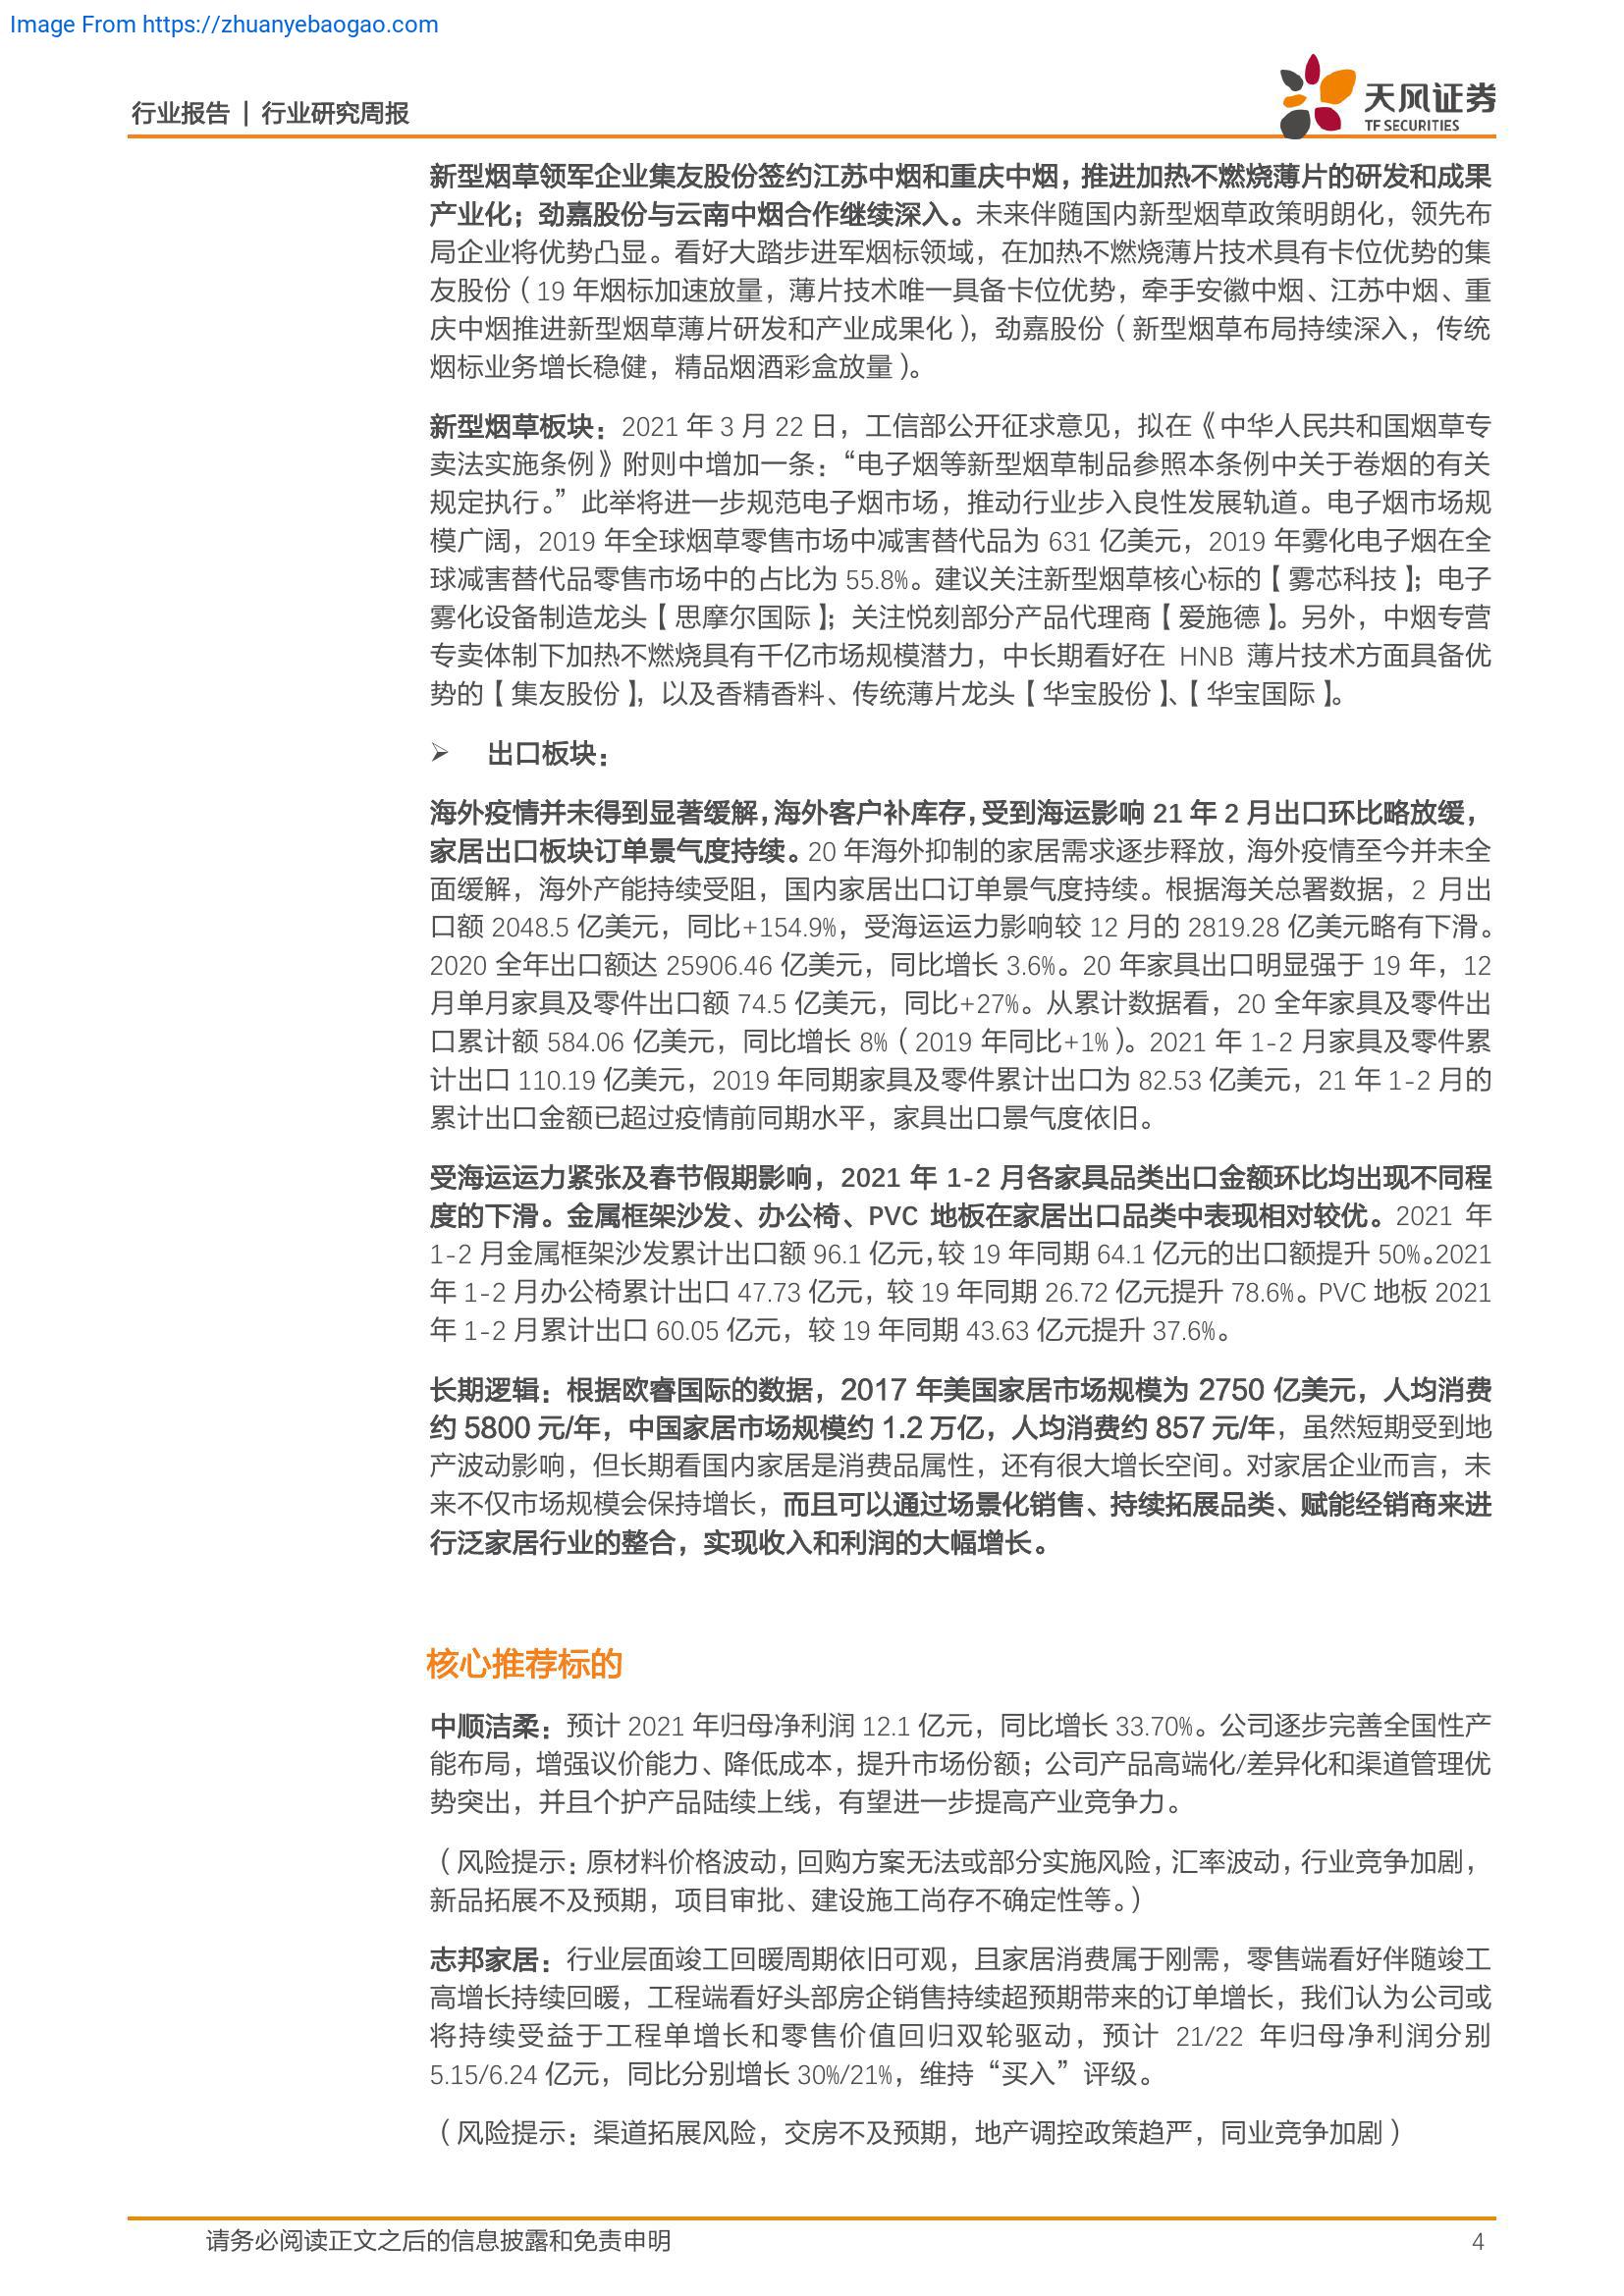 Image From https://zhuanyebaogao.com
行业报告 | 行业研究周报
天风证券
TF SECURITIES
新型烟草领军企业集友股份签约江苏中烟和重庆中烟，推进加热不燃烧薄片的研发和成果
产业化；劲嘉股份与云南中烟合作继续深入。未来伴随国内新型烟草政策明朗化，领先布
局企业将优势凸显。看好大踏步进军烟标领域，在加热不燃烧薄片技术具有卡位优势的集
友股份（19 年烟标加速放量，薄片技术唯一具备卡位优势，牵手安徽中烟、江苏中烟、重
庆中烟推进新型烟草薄片研发和产业成果化），劲嘉股份（新型烟草布局持续深入，传统
烟标业务增长稳健，精品烟酒彩盒放量）。
新型烟草板块：2021 年 3 月 22 日，工信部公开征求意见，拟在《中华人民共和国烟草专
卖法实施条例》附则中增加一条：“电子烟等新型烟草制品参照本条例中关于卷烟的有关
规定执行。” 此举将进一步规范电子烟市场，推动行业步入良性发展轨道。电子烟市场规
模广阔，2019 年全球烟草零售市场中减害替代品为 631 亿美元，2019 年雾化电子烟在全
球减害替代品零售市场中的占比为 55.8%。建议关注新型烟草核心标的【雾芯科技】；电子
雾化设备制造龙头【思摩尔国际】；关注悦刻部分产品代理商【爱施德】。另外，中烟专营
专卖体制下加热不燃烧具有千亿市场规模潜力，中长期看好在 HNB 薄片技术方面具备优
势的【集友股份】，以及香精香料、传统薄片龙头【华宝股份】、【华宝国际】。
➢ 出口板块：
海外疫情并未得到显著缓解，海外客户补库存，受到海运影响 21 年 2 月出口环比略放缓，
家居出口板块订单景气度持续。20 年海外抑制的家居需求逐步释放，海外疫情至今并未全
面缓解，海外产能持续受阻，国内家居出口订单景气度持续。根据海关总署数据，2 月出
口额 2048.5 亿美元，同比+154.9%，受海运运力影响较 12 月的 2819.28 亿美元略有下滑。
2020 全年出口额达 25906.46 亿美元，同比增长 3.6%。20 年家具出口明显强于 19 年，12
月单月家具及零件出口额 74.5 亿美元，同比+27%。从累计数据看，20 全年家具及零件出
口累计额 584.06 亿美元，同比增长 8%（2019 年同比+1%）。2021 年 1-2 月家具及零件累
计出口 110.19 亿美元，2019 年同期家具及零件累计出口为 82.53 亿美元，21 年 1-2 月的
累计出口金额已超过疫情前同期水平，家具出口景气度依旧。
受海运运力紧张及春节假期影响，2021 年 1-2 月各家具品类出口金额环比均出现不同程
度的下滑。金属框架沙发、办公椅、PVC 地板在家居出口品类中表现相对较优。2021 年
1-2 月金属框架沙发累计出口额 96.1 亿元，较 19 年同期 64.1 亿元的出口额提升 50%。2021
年 1-2 月办公椅累计出口 47.73 亿元，较 19 年同期 26.72 亿元提升 78.6%。PVC 地板 2021
年 1-2 月累计出口 60.05 亿元，较 19 年同期 43.63 亿元提升 37.6%。
长期逻辑：根据欧睿国际的数据，2017 年美国家居市场规模为 2750 亿美元，人均消费
约 5800 元/年，中国家居市场规模约 1.2 万亿，人均消费约 857 元/年，虽然短期受到地
产波动影响，但长期看国内家居是消费品属性，还有很大增长空间。对家居企业而言，未
来不仅市场规模会保持增长，而且可以通过场景化销售、持续拓展品类、赋能经销商来进
行泛家居行业的整合，实现收入和利润的大幅增长。
核心推荐标的
中顺洁柔：预计 2021 年归母净利润 12.1 亿元，同比增长 33.70%。公司逐步完善全国性产
能布局，增强议价能力、降低成本，提升市场份额；公司产品高端化/差异化和渠道管理优
势突出，并且个护产品陆续上线，有望进一步提高产业竞争力。
（风险提示：原材料价格波动，回购方案无法或部分实施风险，汇率波动，行业竞争加剧，
新品拓展不及预期，项目审批、建设施工尚存不确定性等。）
志邦家居：行业层面竣工回暖周期依旧可观，且家居消费属于刚需，零售端看好伴随竣工
高增长持续回暖，工程端看好头部房企销售持续超预期带来的订单增长，我们认为公司或
将持续受益于工程单增长和零售价值回归双轮驱动，预计 21/22 年归母净利润分别
5.15/6.24 亿元，同比分别增长 30%/21%，维持“买入”评级。
（风险提示：渠道拓展风险，交房不及预期，地产调控政策趋严，同业竞争加剧）
请务必阅读正文之后的信息披露和免责申明
4